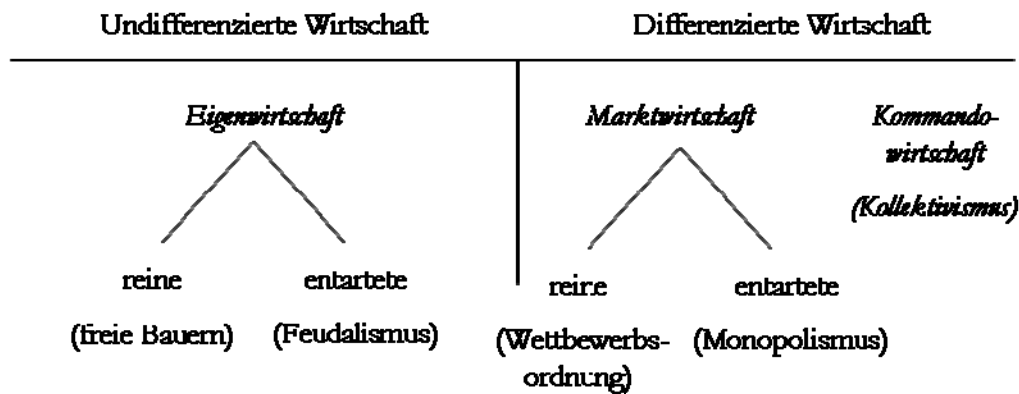 Undifferenzierte Wirtschaft
Differenzierte Wirtschaft
Eigenwirtschaft
Marktwirtschaft
Kommando-
wirtschaft
(Kollektivismus)
reine
entartete
(freie Bauern)
(Feudalismus)
reine
entartete
(Wettbewerbs-
ordnung)
(Monopolismus)